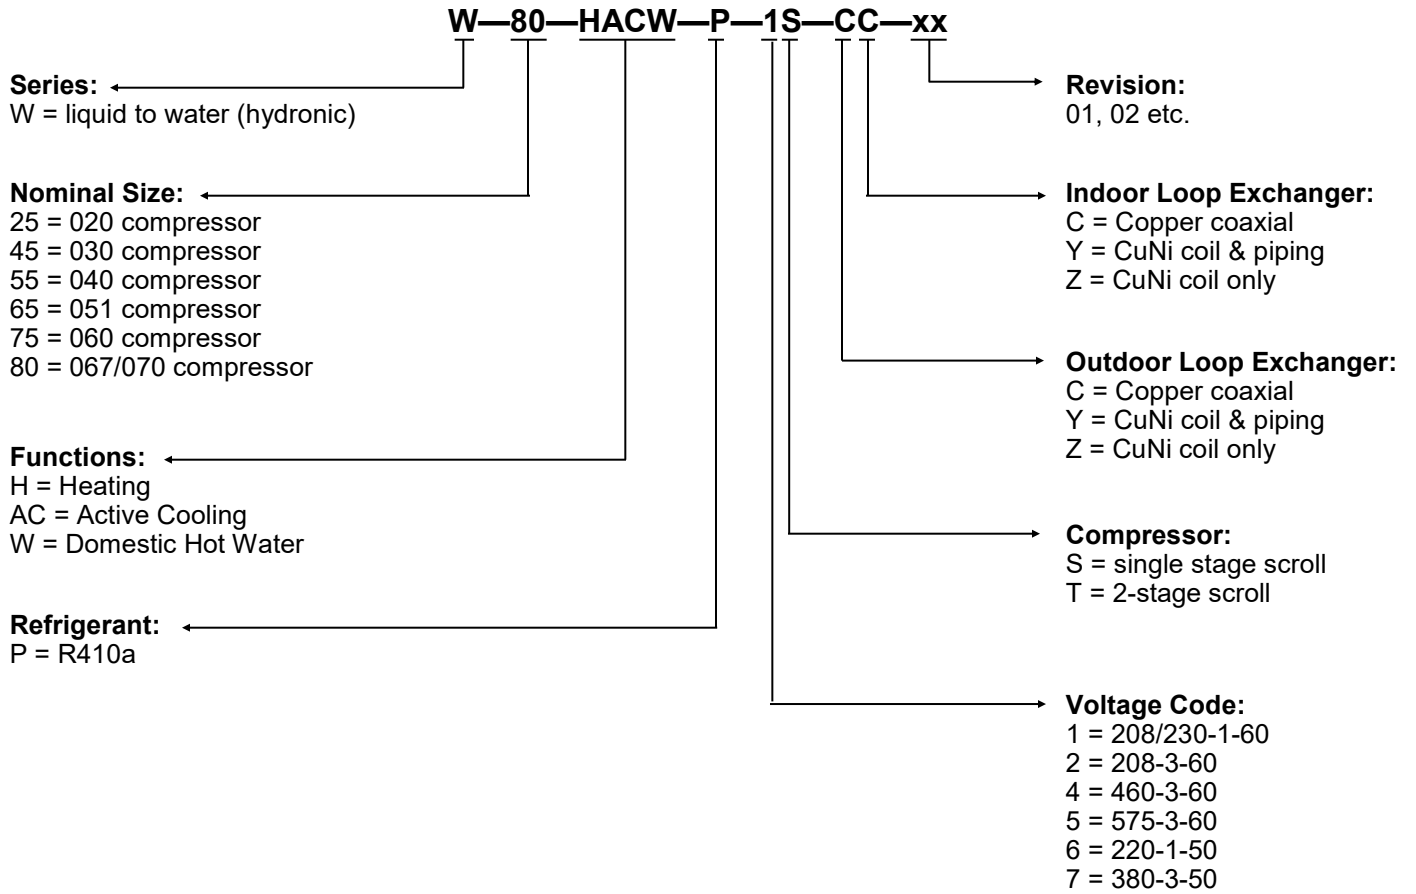 W—80—HACW—P—1S—CC—xx
Series:
W = liquid to water (hydronic)
Nominal Size:
25 = 020 compressor
45 = 030 compressor
55 = 040 compressor
65 = 051 compressor
75 = 060 compressor
80 = 067/070 compressor
Functions:
H = Heating
AC = Active Cooling
W = Domestic Hot Water
Refrigerant:
P = R410a
Revision:
01, 02 etc.
Indoor Loop Exchanger:
C = Copper coaxial
Y = CuNi coil & piping
Z = CuNi coil only
Outdoor Loop Exchanger:
C = Copper coaxial
Y = CuNi coil & piping
Z = CuNi coil only
Compressor:
S = single stage scroll
T = 2-stage scroll
Voltage Code:
1 = 208/230-1-60
2 = 208-3-60
4 = 460-3-60
5 = 575-3-60
6 = 220-1-50
7 = 380-3-50